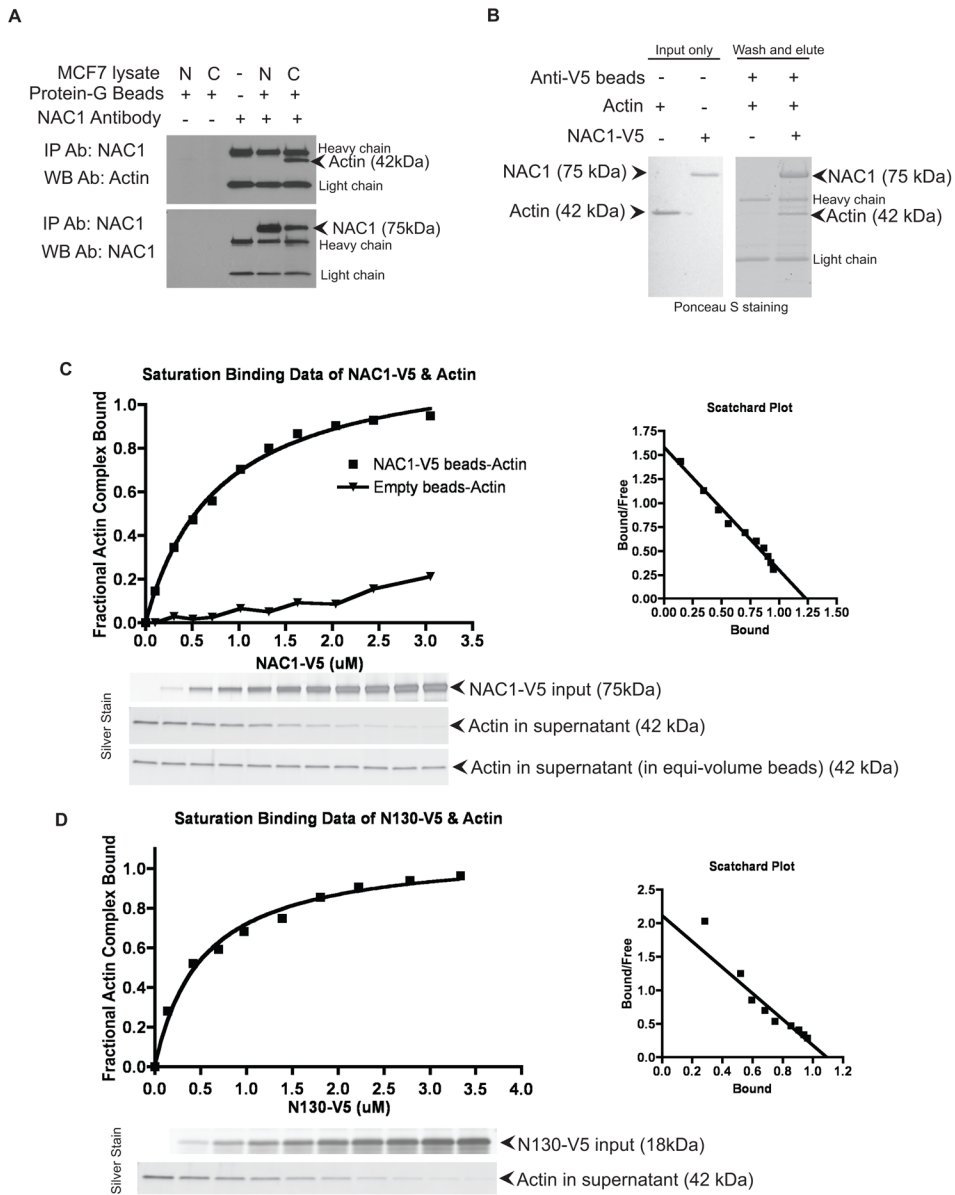 A
MCF7 lysate N C - N C
Protein-G Beads + + - + +
NAC1 Antibody - - + + +
IP Ab: NAC1
WB Ab: Actin
Heavy chain
Actin (42kDa)
Light chain
IP Ab: NAC1
WB Ab: NAC1
NAC1 (75kDa)
Heavy chain
Light chain
B
Input only Wash and elute
Anti-V5 beads - - + +
Actin + - + +
NAC1-V5 - + - +
NAC1 (75 kDa)
Actin (42 kDa)
NAC1 (75 kDa)
Heavy chain
Actin (42 kDa)
Light chain
Ponceau S staining
C
Saturation Binding Data of NAC1-V5 & Actin
Fractional Actin Complex Bound
1.0
0.8
0.6
0.4
0.2
0.0
NAC1-V5 beads-Actin
Empty beads-Actin
0.0 0.5 1.0 1.5 2.0 2.5 3.0 3.5
NAC1-V5 (uM)
Scatchard Plot
Bound/Free
1.75
1.50
1.25
1.00
0.75
0.50
0.25
0.00
0.00 0.25 0.50 0.75 1.00 1.25 1.50
Bound
Silver Stain
NAC1-V5 input (75kDa)
Actin in supernatant (42 kDa)
Actin in supernatant (in equi-volume beads) (42 kDa)
D
Saturation Binding Data of N130-V5 & Actin
Fractional Actin Complex Bound
1.0
0.8
0.6
0.4
0.2
0.0
0.0 0.5 1.0 1.5 2.0 2.5 3.0 3.5 4.0
N130-V5 (uM)
Scatchard Plot
Bound/Free
2.5
2.0
1.5
1.0
0.5
0.0
0.0 0.2 0.4 0.6 0.8 1.0 1.2
Bound
Silver Stain
N130-V5 input (18kDa)
Actin in supernatant (42 kDa)